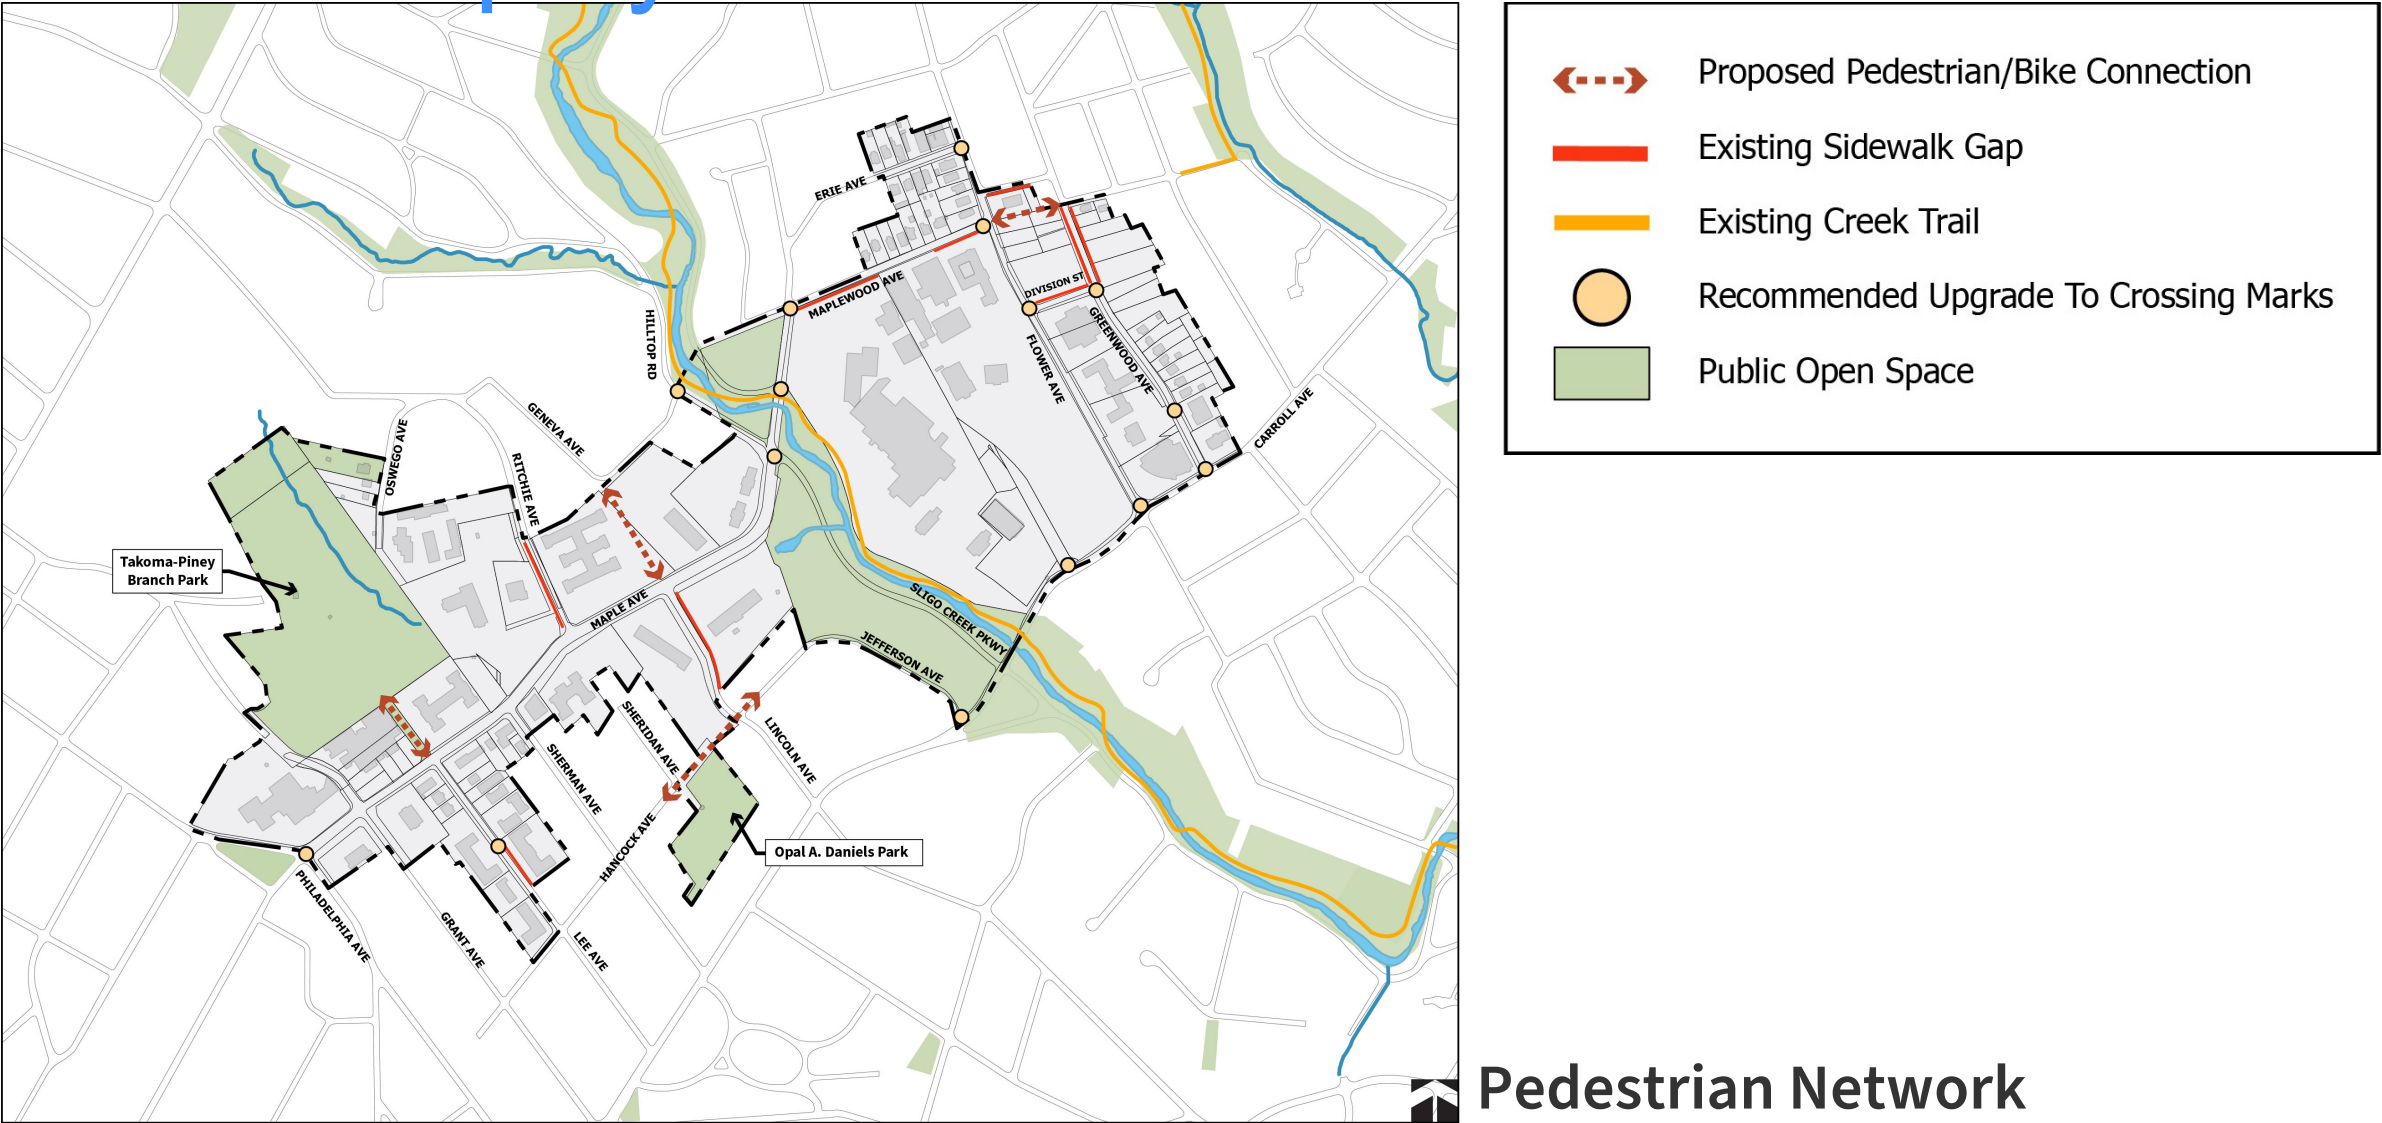 ERIE AVE
MAPLEWOOD AVE
DIVISION ST
HILLTOP RD
GREENWOOD AVE
FLOWER AVE
CARROLL AVE
GENEVA AVE
OSWEGO AVE
RITCHIE AVE
Takoma-Piney
Branch Park
MAPLE AVE
SLIGO CREEK PKWY
JEFFERSON AVE
SHERIDAN AVE
LINCOLN AVE
SHERMAN AVE
HANCOCK AVE
Opal A. Daniels Park
PHILADELPHIA AVE
GRANT AVE
LEE AVE
Proposed Pedestrian/Bike Connection
Existing Sidewalk Gap
Existing Creek Trail
Recommended Upgrade To Crossing Marks
Public Open Space
Pedestrian Network